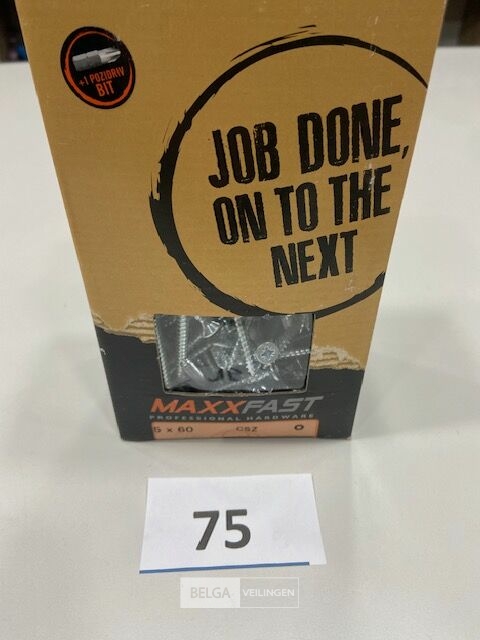 +1 POZIDRIV
BIT
JOB DONE,
ON TO THE
NEXT
MAXXFAST
PROFESSIONAL HARDWARE
5 x 60 CSZ
75
BELGA VEILINGEN